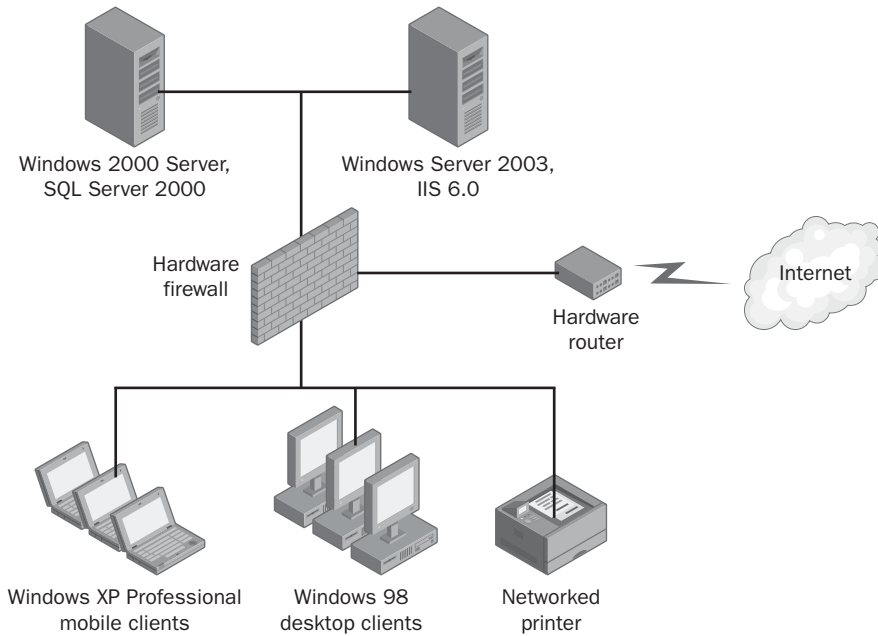 Windows 2000 Server,
SQL Server 2000
Windows Server 2003,
IIS 6.0
Hardware
firewall
Internet
Hardware
router
Windows XP Professional
mobile clients
Windows 98
desktop clients
Networked
printer